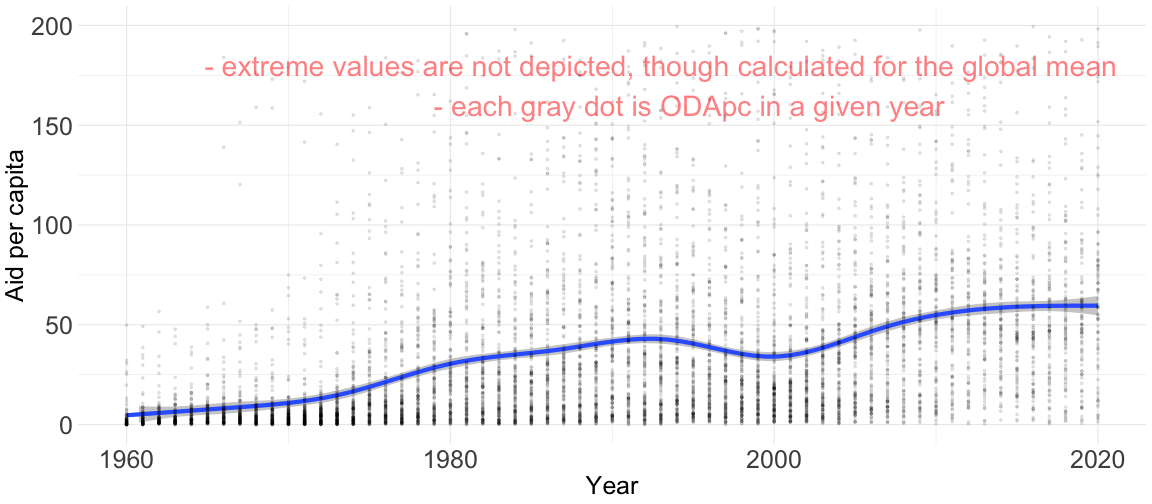 200
- extreme values are not depicted, though calculated for the global mean
- each gray dot is ODApc in a given year
150
Aid per capita
100
50
0
1960 1980 2000 2020
Year